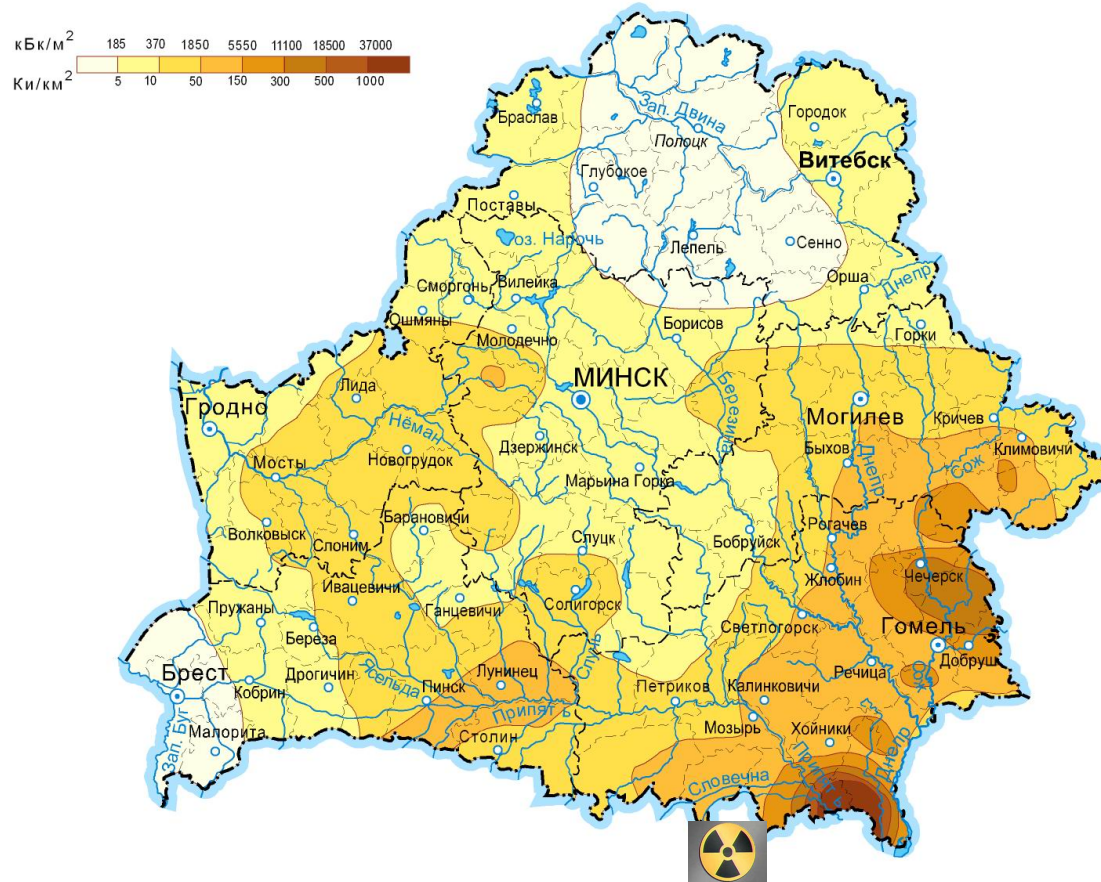 кБк/м²
185 370 1850 5550 11100 18500 37000
Ки/км²
5 10 50 150 300 500 1000
Браслав
Зап. Двина
Городок
Полоцк
Витебск
Глубокое
Поставы
оз. Нарочь
Лепель
Сенно
Сморгонь
Вилейка
Орша
Днепр
Ошмяны
Молодечно
Борисов
Горки
Лида
МИНСК
Березина
Гродно
Могилев
Кричев
Нёман
Дзержинск
Быхов
Днепр
Климовичи
Мосты
Новогрудок
Сож
Марьина Горка
Барановичи
Рогачев
Волковыск
Слоним
Слуцк
Бобруйск
Жлобин
Чечерск
Ивацевичи
Ганцевичи
Солигорск
Пружаны
Светлогорск
Гомель
Береза
Добруш
Брест
Дрогичин
Ясельда
Лунинец
Случь
Речица
Кобрин
Пинск
Петриков
Калинковичи
Сож
Припять
Малорита
Столин
Мозырь
Хойники
Зап. Буг
Словечна
Припять
Днепр